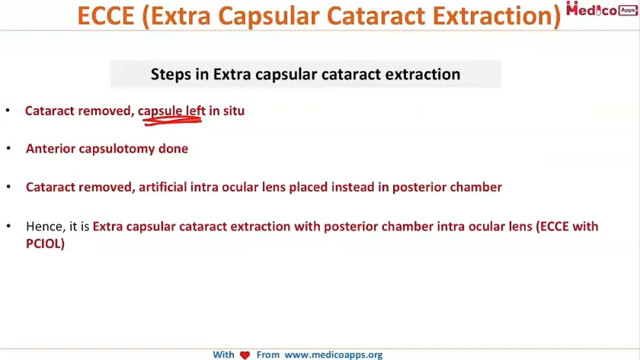 ECCE (Extra Capsular Cataract Extraction)
Medico Apps
Steps in Extra capsular cataract extraction
• Cataract removed, capsule left in situ
• Anterior capsulotomy done
• Cataract removed, artificial intra ocular lens placed instead in posterior chamber
• Hence, it is Extra capsular cataract extraction with posterior chamber intra ocular lens (ECCE with
PCIOL)
With ❤ From www.medicoapps.org